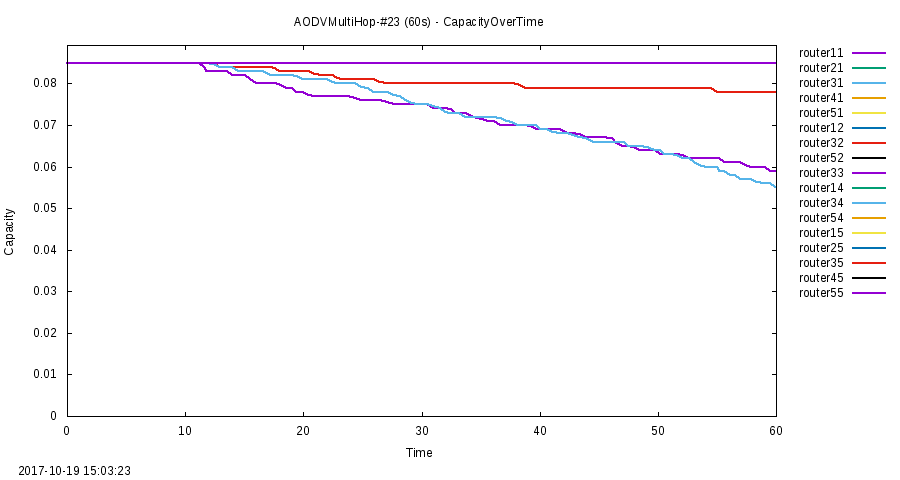 AODVMultiHop-#23 (60s) - CapacityOverTime
Capacity
0.08
0.07
0.06
0.05
0.04
0.03
0.02
0.01
0
0 10 20 30 40 50 60
Time
router11
router21
router31
router41
router51
router12
router32
router52
router33
router14
router34
router54
router15
router25
router35
router45
router55
2017-10-19 15:03:23